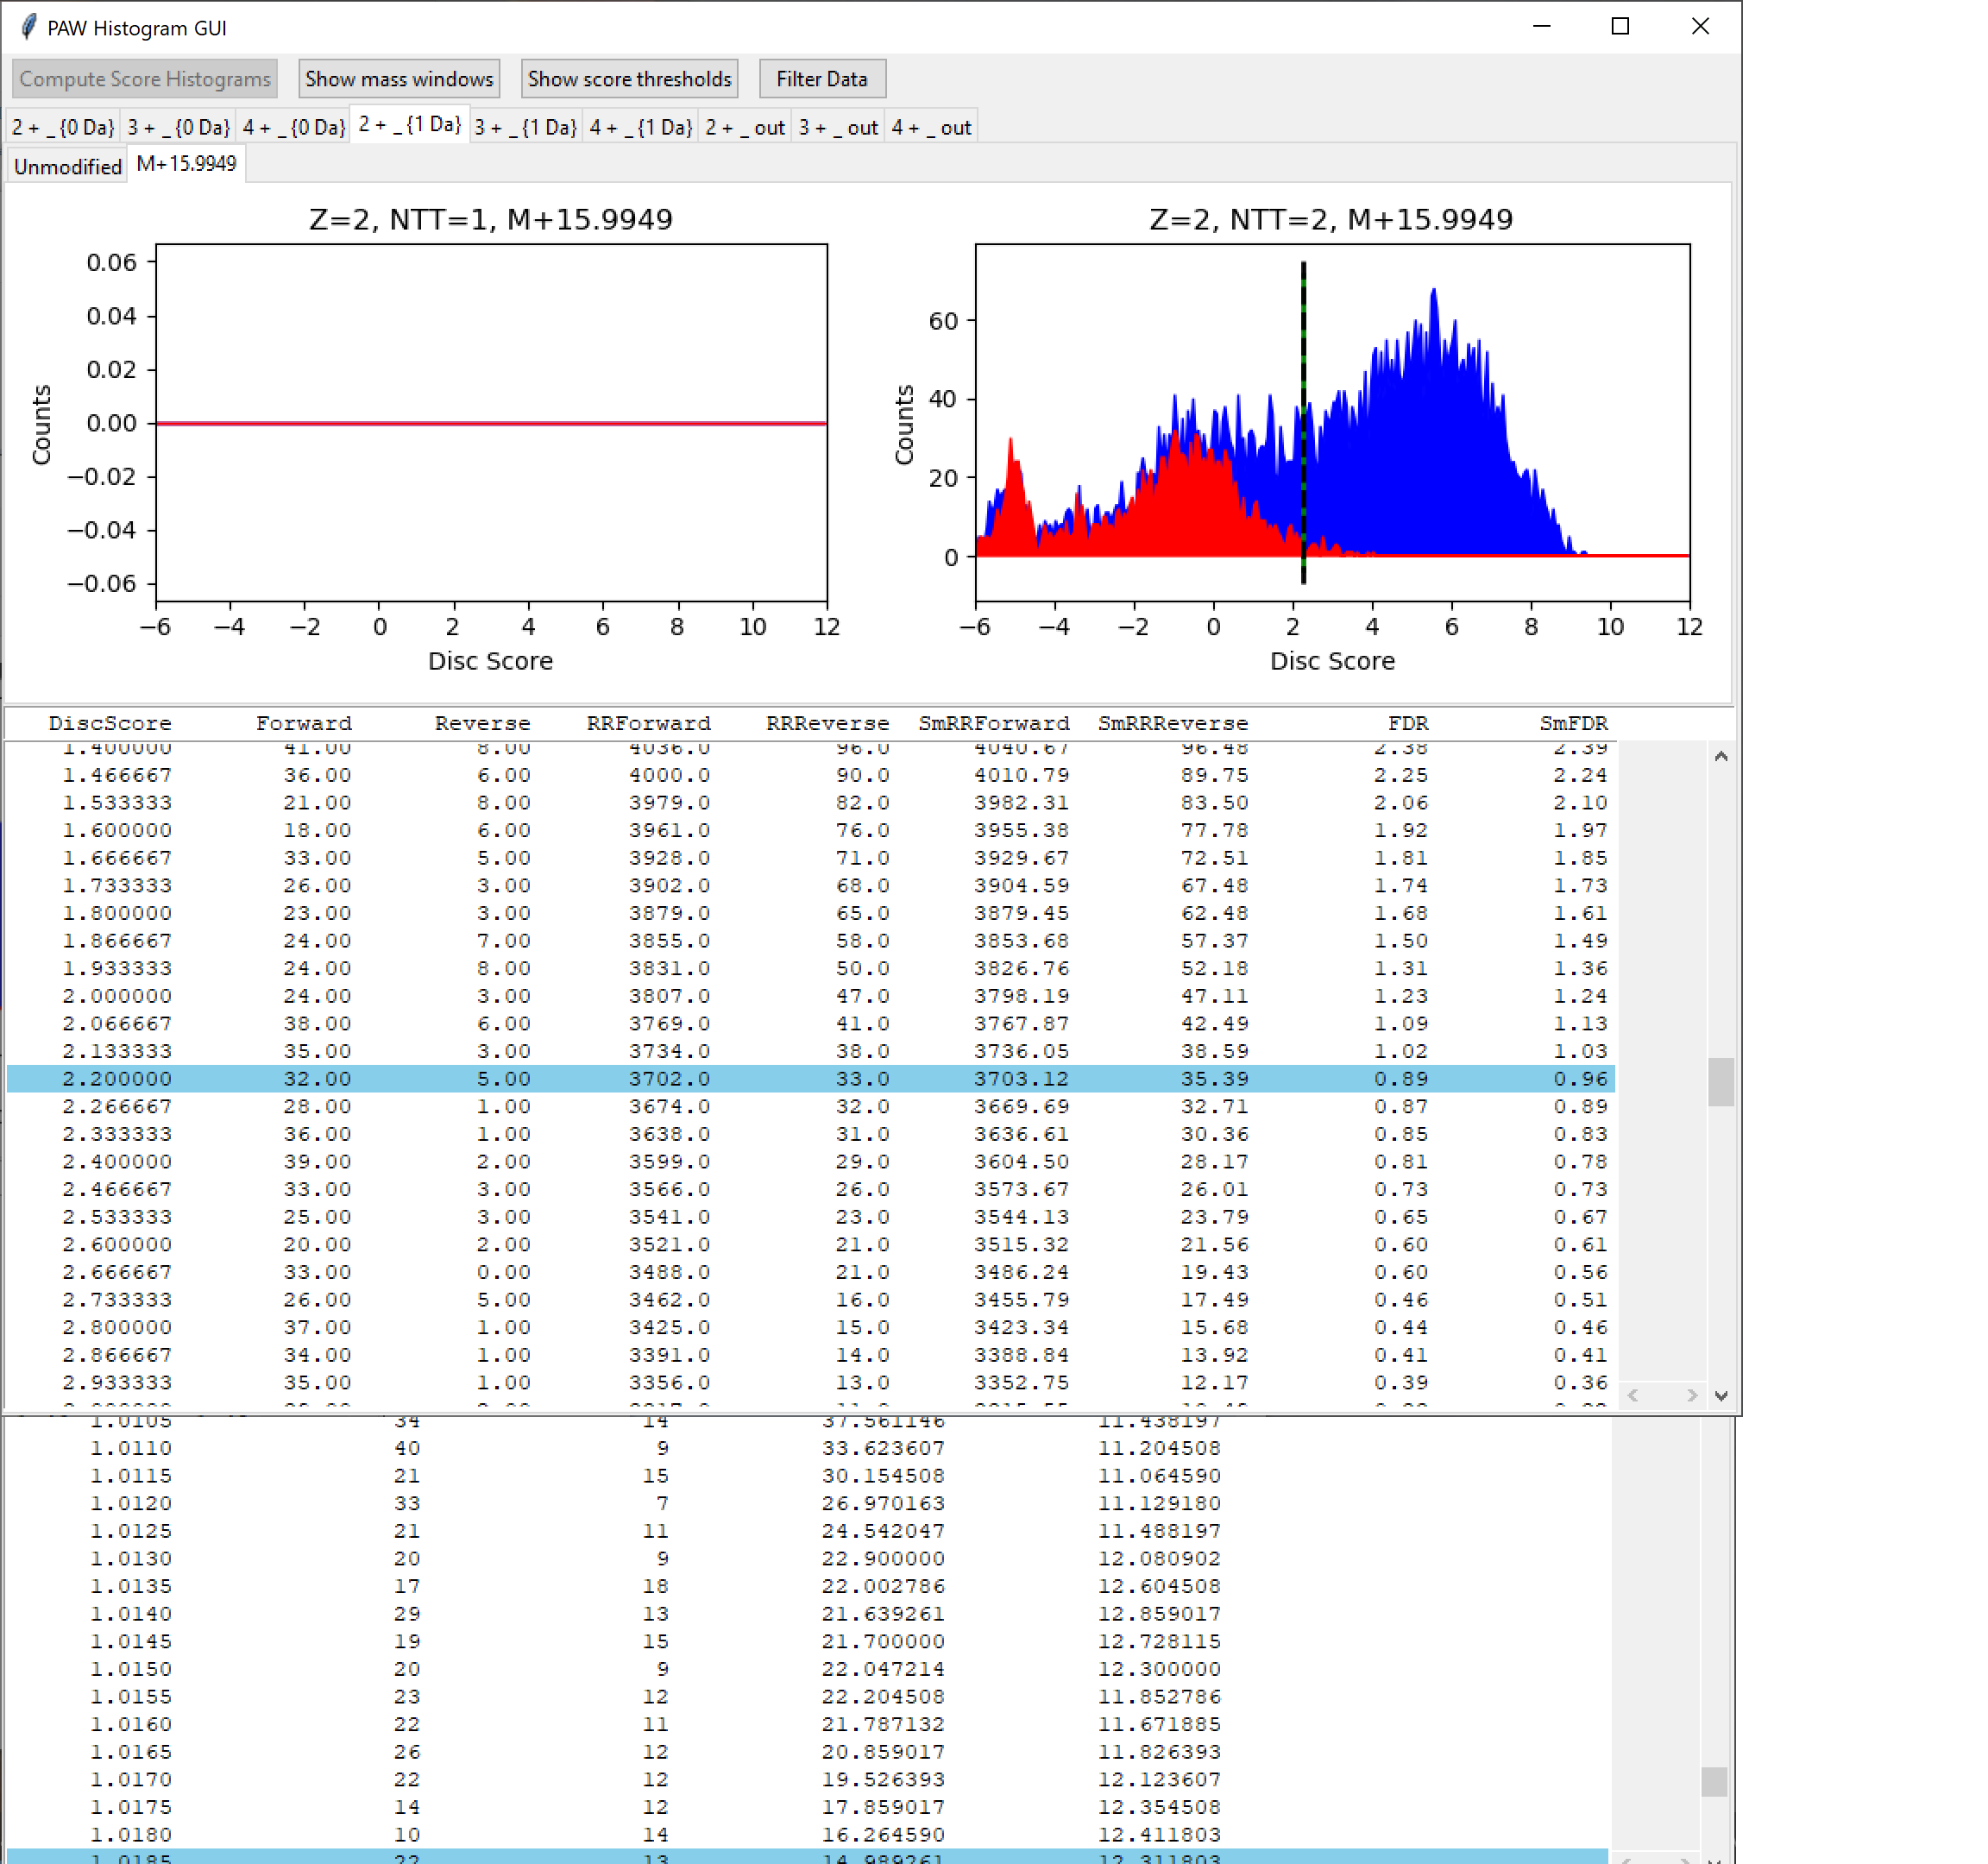 PAW Histogram GUI
Compute Score Histograms Show mass windows Show score thresholds Filter Data
2 + _ {0 Da} 3 + _ {0 Da} 4 + _ {0 Da} 2 + _ {1 Da} 3 + _ {1 Da} 4 + _ {1 Da} 2 + _ out 3 + _ out 4 + _ out
Unmodified M+15.9949
Z=2, NTT=1, M+15.9949
0.06
0.04
0.02
0.00
−0.02
−0.04
−0.06
Counts
−6 −4 −2 0 2 4 6 8 10 12
Disc Score
Z=2, NTT=2, M+15.9949
60
40
20
0
Counts
−6 −4 −2 0 2 4 6 8 10 12
Disc Score
DiscScore Forward Reverse RRForward RRReverse SmRRForward SmRRReverse FDR SmFDR
1.400000 41.00 8.00 4036.0 96.0 4040.67 96.48 2.38 2.39
1.466667 36.00 6.00 4000.0 90.0 4010.79 89.75 2.25 2.24
1.533333 21.00 8.00 3979.0 82.0 3982.31 83.50 2.06 2.10
1.600000 18.00 6.00 3961.0 76.0 3955.38 77.78 1.92 1.97
1.666667 33.00 5.00 3928.0 71.0 3929.67 72.51 1.81 1.85
1.733333 26.00 3.00 3902.0 68.0 3904.59 67.48 1.74 1.73
1.800000 23.00 3.00 3879.0 65.0 3879.45 62.48 1.68 1.61
1.866667 24.00 7.00 3855.0 58.0 3853.68 57.37 1.50 1.49
1.933333 24.00 8.00 3831.0 50.0 3826.76 52.18 1.31 1.36
2.000000 24.00 3.00 3807.0 47.0 3798.19 47.11 1.23 1.24
2.066667 38.00 6.00 3769.0 41.0 3767.87 42.49 1.09 1.13
2.133333 35.00 3.00 3734.0 38.0 3736.05 38.59 1.02 1.03
2.200000 32.00 5.00 3702.0 33.0 3703.12 35.39 0.89 0.96
2.266667 28.00 1.00 3674.0 32.0 3669.69 32.71 0.87 0.89
2.333333 36.00 1.00 3638.0 31.0 3636.61 30.36 0.85 0.83
2.400000 39.00 2.00 3599.0 29.0 3604.50 28.17 0.81 0.78
2.466667 33.00 3.00 3566.0 26.0 3573.67 26.01 0.73 0.73
2.533333 25.00 3.00 3541.0 23.0 3544.13 23.79 0.65 0.67
2.600000 20.00 2.00 3521.0 21.0 3515.32 21.56 0.60 0.61
2.666667 33.00 0.00 3488.0 21.0 3486.24 19.43 0.60 0.56
2.733333 26.00 5.00 3462.0 16.0 3455.79 17.49 0.46 0.51
2.800000 37.00 1.00 3425.0 15.0 3423.34 15.68 0.44 0.46
2.866667 34.00 1.00 3391.0 14.0 3388.84 13.92 0.41 0.41
2.933333 35.00 1.00 3356.0 13.0 3352.75 12.17 0.39 0.36
1.0105 34 14 37.561146 11.438197
1.0110 40 9 33.623607 11.204508
1.0115 21 15 30.154508 11.064590
1.0120 33 7 26.970163 11.129180
1.0125 21 11 24.542047 11.488197
1.0130 20 9 22.900000 12.080902
1.0135 17 18 22.002786 12.604508
1.0140 29 13 21.639261 12.859017
1.0145 19 15 21.700000 12.728115
1.0150 20 9 22.047214 12.300000
1.0155 23 12 22.204508 11.852786
1.0160 22 11 21.787132 11.671885
1.0165 26 12 20.859017 11.826393
1.0170 22 12 19.526393 12.123607
1.0175 14 12 17.859017 12.354508
1.0180 10 14 16.264590 12.411803
1.0185 22 13 14.989261 12.311803